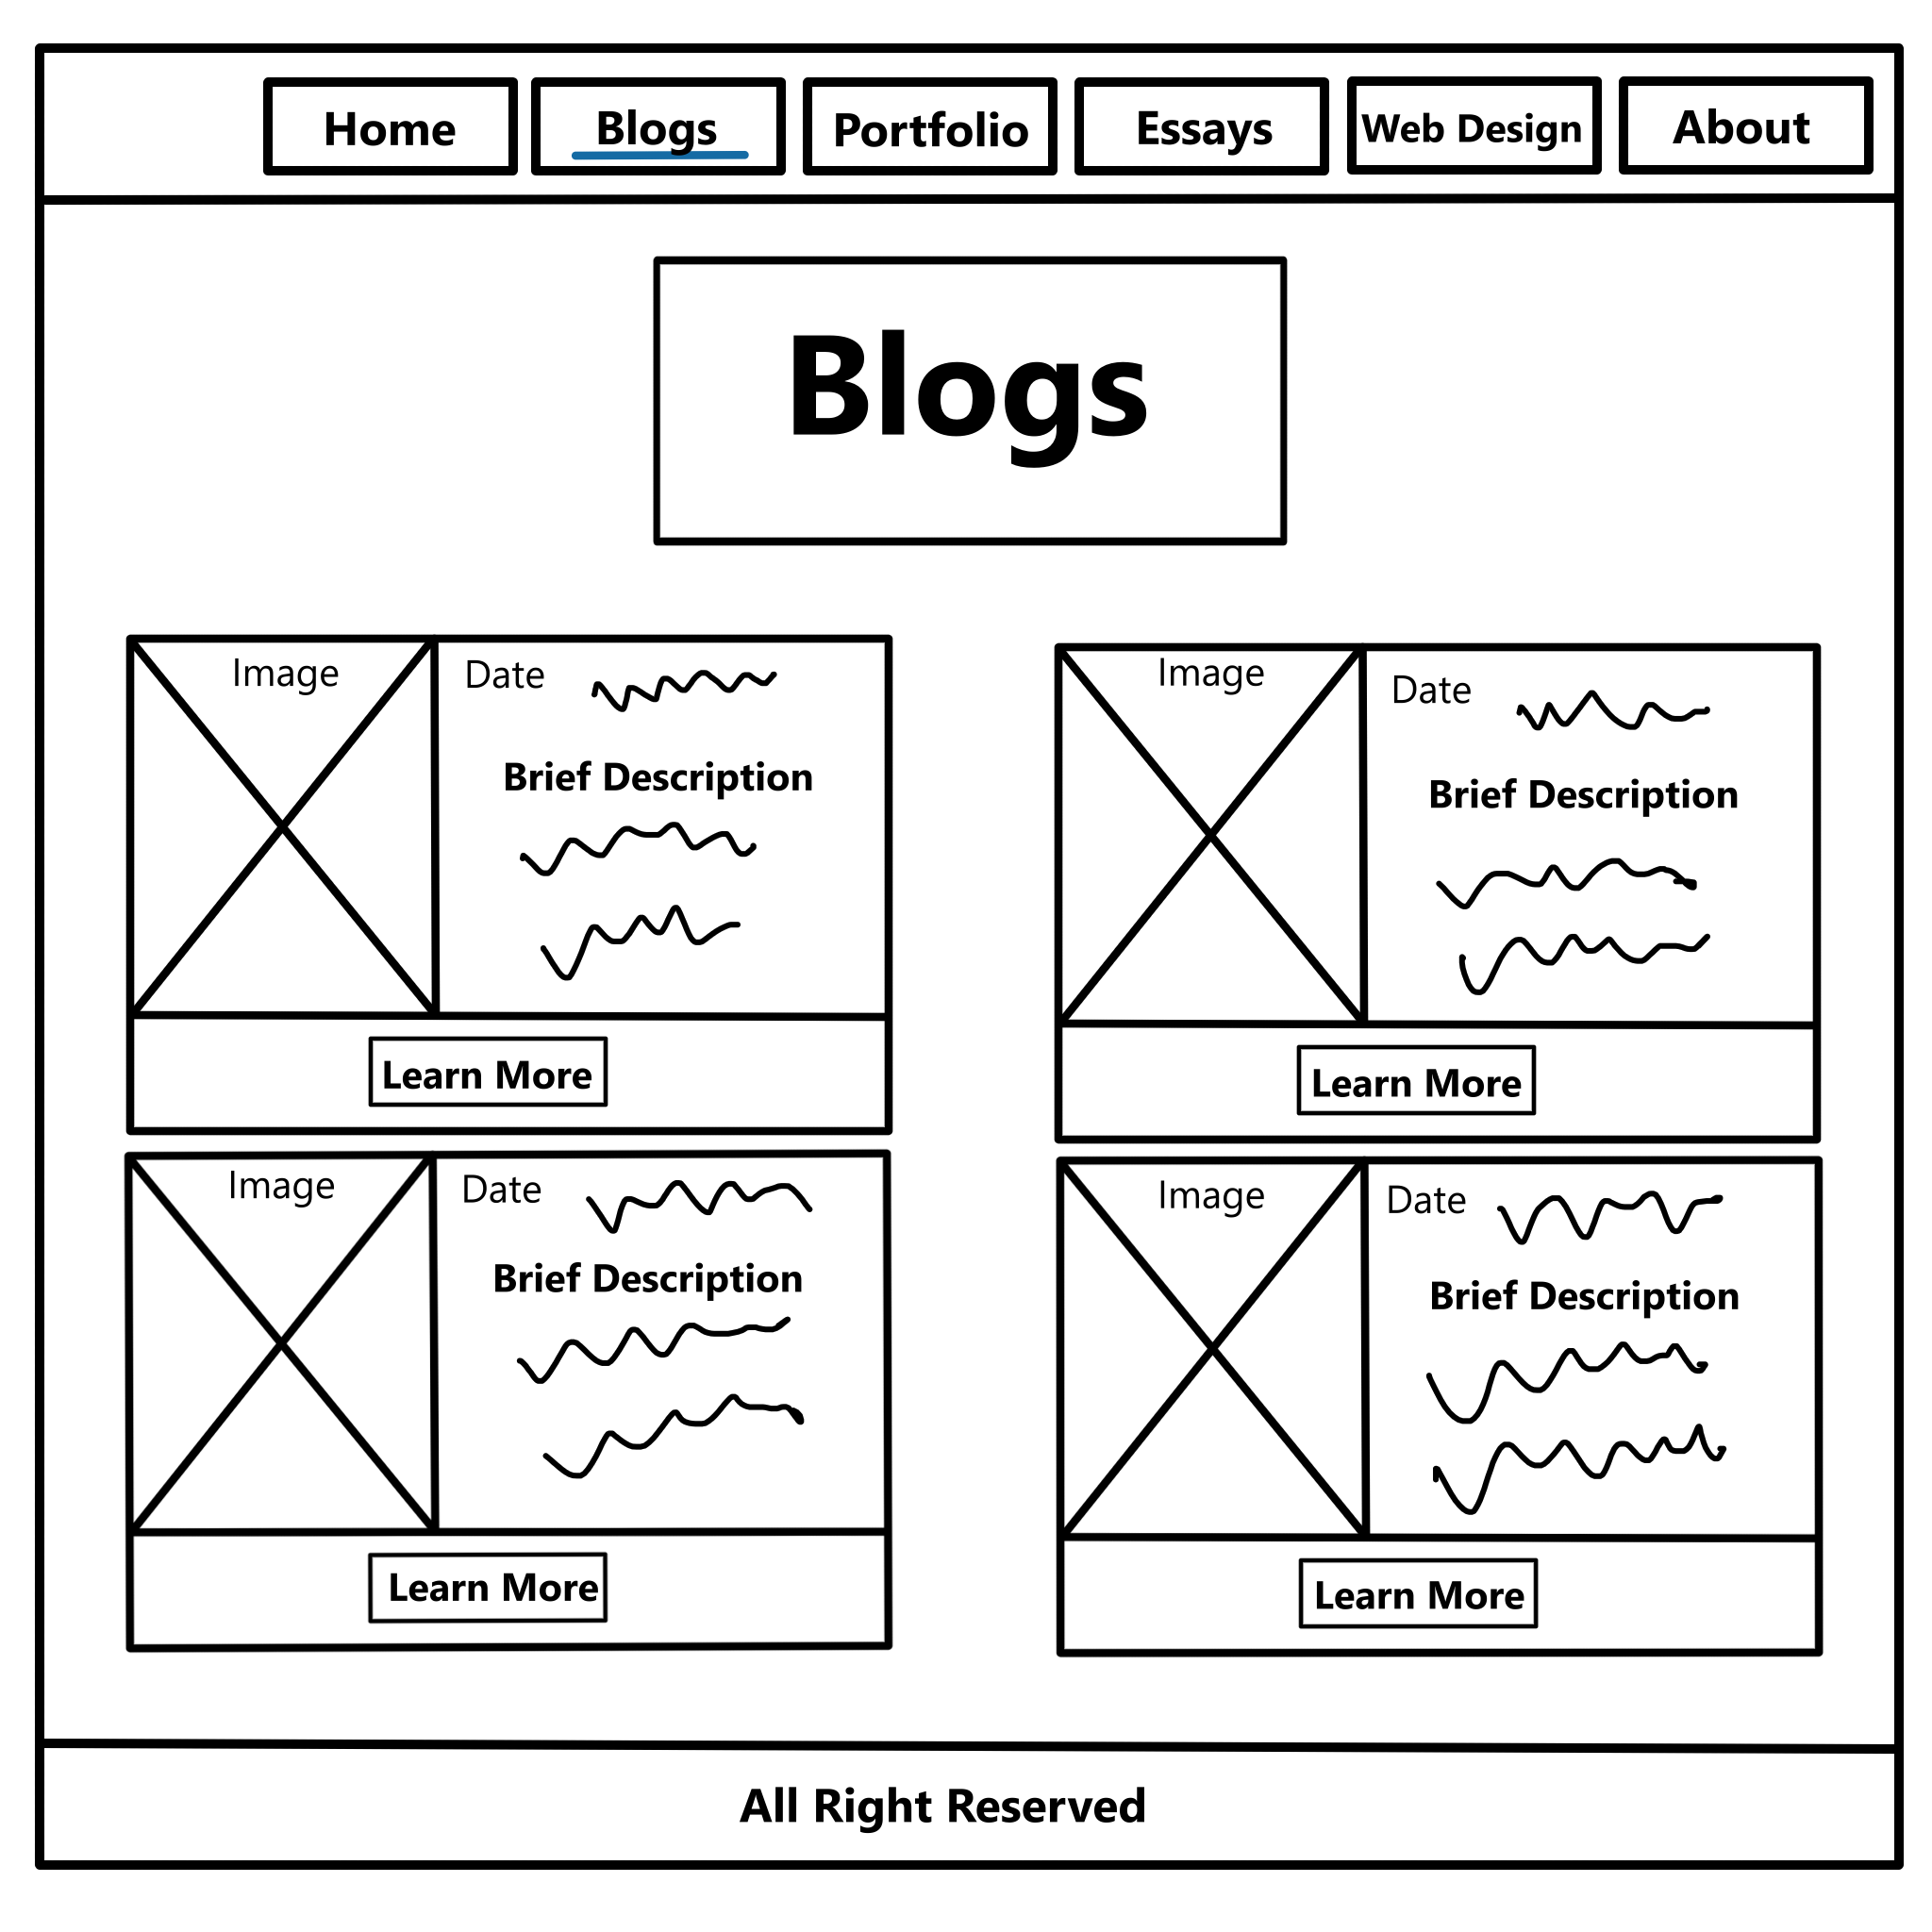 Home Blogs Portfolio Essays Web Design About
Blogs
Image
Date
Brief Description
Learn More
Image
Date
Brief Description
Learn More
Image
Date
Brief Description
Learn More
Image
Date
Brief Description
Learn More
All Right Reserved